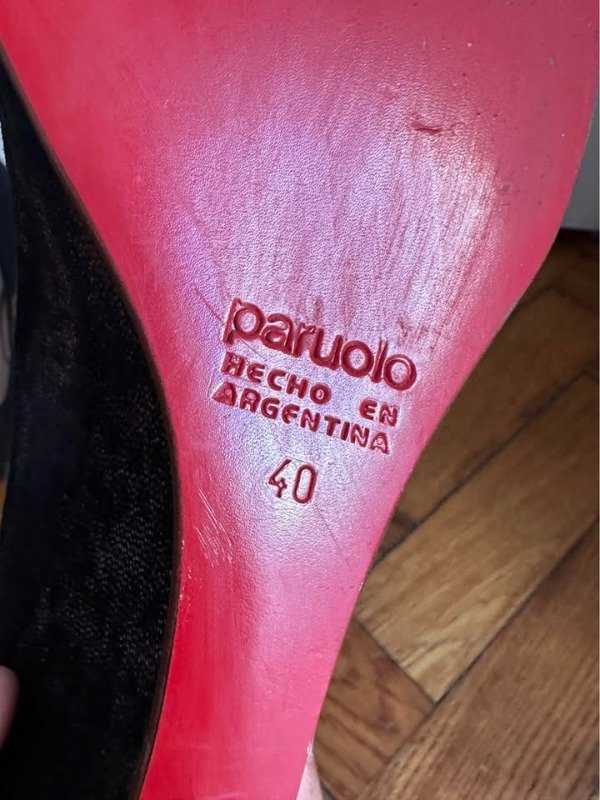 paruolo
HECHO EN
ARGENTINA
40